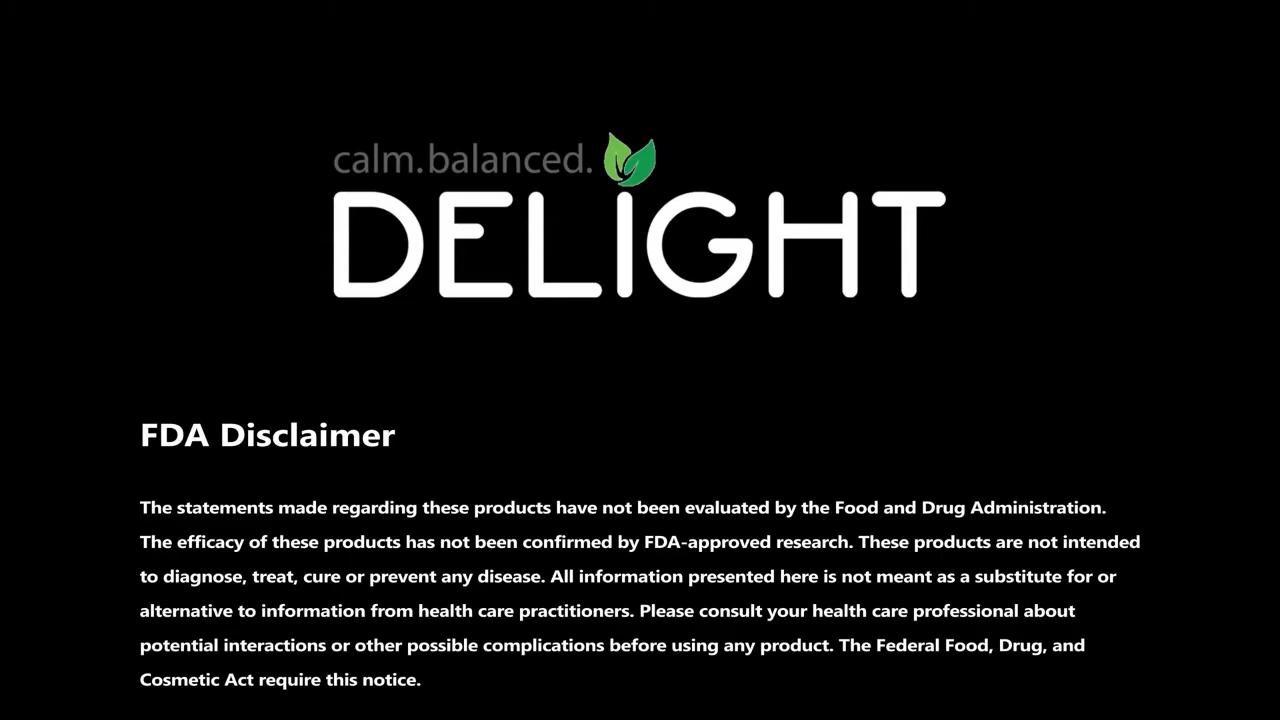 calm.balanced.
DELIGHT
FDA Disclaimer
The statements made regarding these products have not been evaluated by the Food and Drug Administration.
The efficacy of these products has not been confirmed by FDA-approved research. These products are not intended
to diagnose, treat, cure or prevent any disease. All information presented here is not meant as a substitute for or
alternative to information from health care practitioners. Please consult your health care professional about
potential interactions or other possible complications before using any product. The Federal Food, Drug, and
Cosmetic Act require this notice.